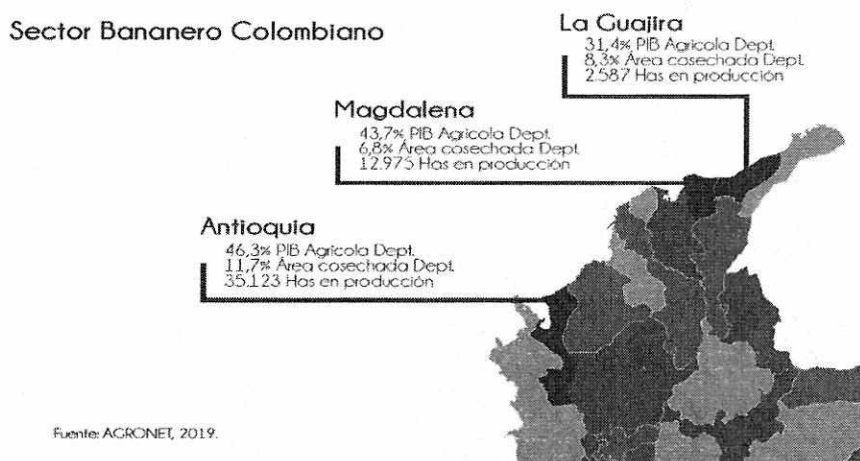 Sector Bananero Colombiano
La Guajira
31,4% PIB Agricola Dept.
8,3% Área cosechada Dept.
2.587 Has en producción
Magdalena
43,7% PIB Agricola Dept.
6,8% Área cosechada Dept.
12.975 Has en producción
Antioquia
46,3% PIB Agricola Dept.
11,7% Área cosechada Dept.
35.123 Has en producción
Fuente: AGRONET, 2019.